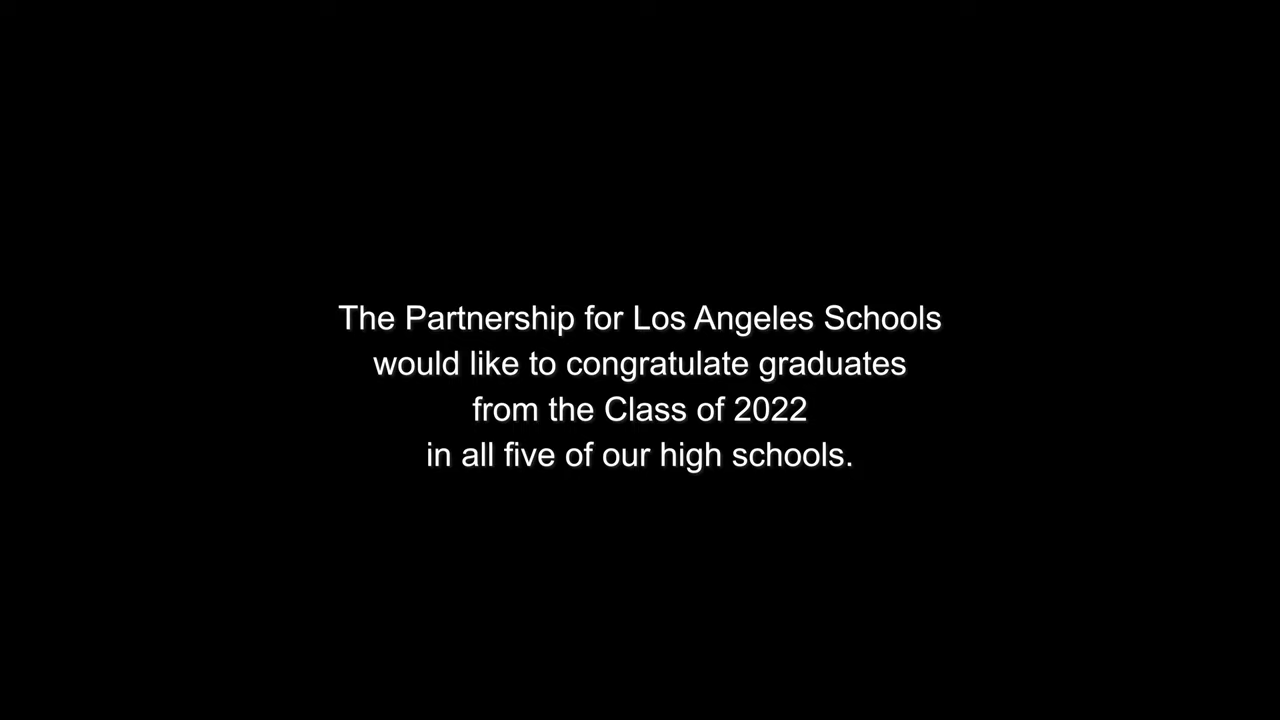 The Partnership for Los Angeles Schools
would like to congratulate graduates
from the Class of 2022
in all five of our high schools.